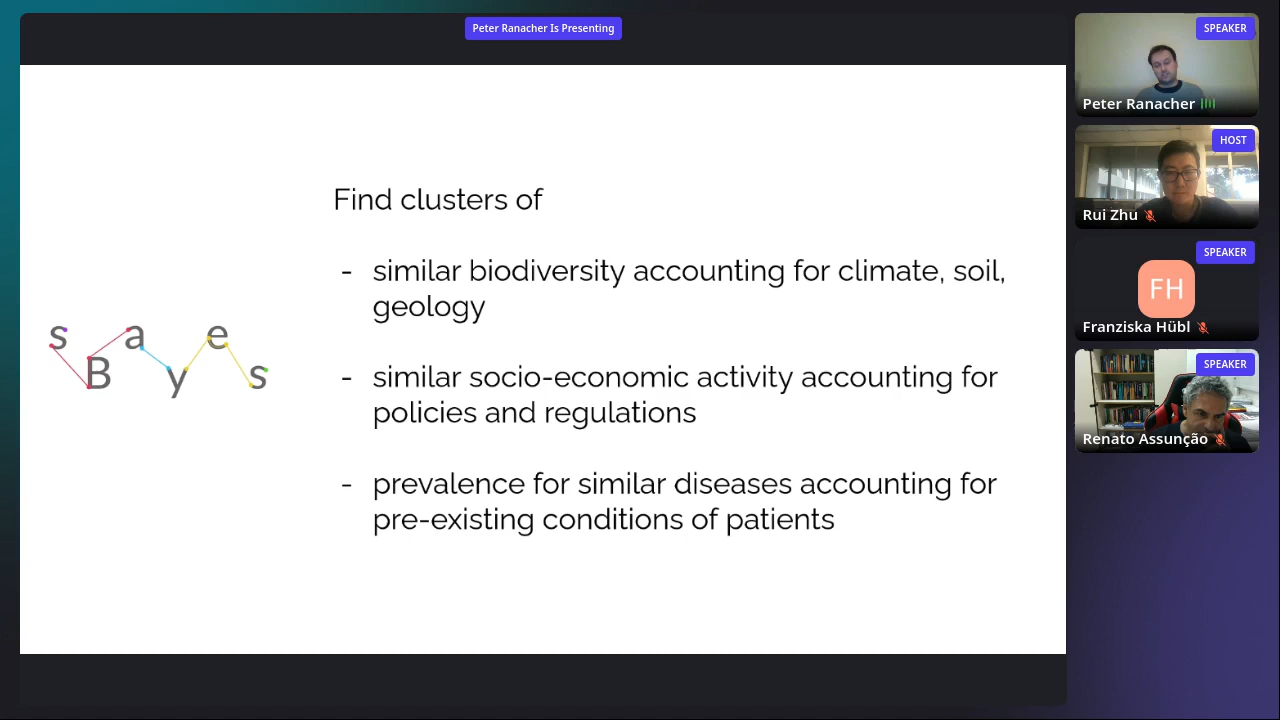 Peter Ranacher Is Presenting
Find clusters of
- similar biodiversity accounting for climate, soil,
geology
- similar socio-economic activity accounting for
policies and regulations
- prevalence for similar diseases accounting for
pre-existing conditions of patients
sBayes
SPEAKER
Peter Ranacher
HOST
Rui Zhu
SPEAKER
FH
Franziska Hübl
SPEAKER
Renato Assunção